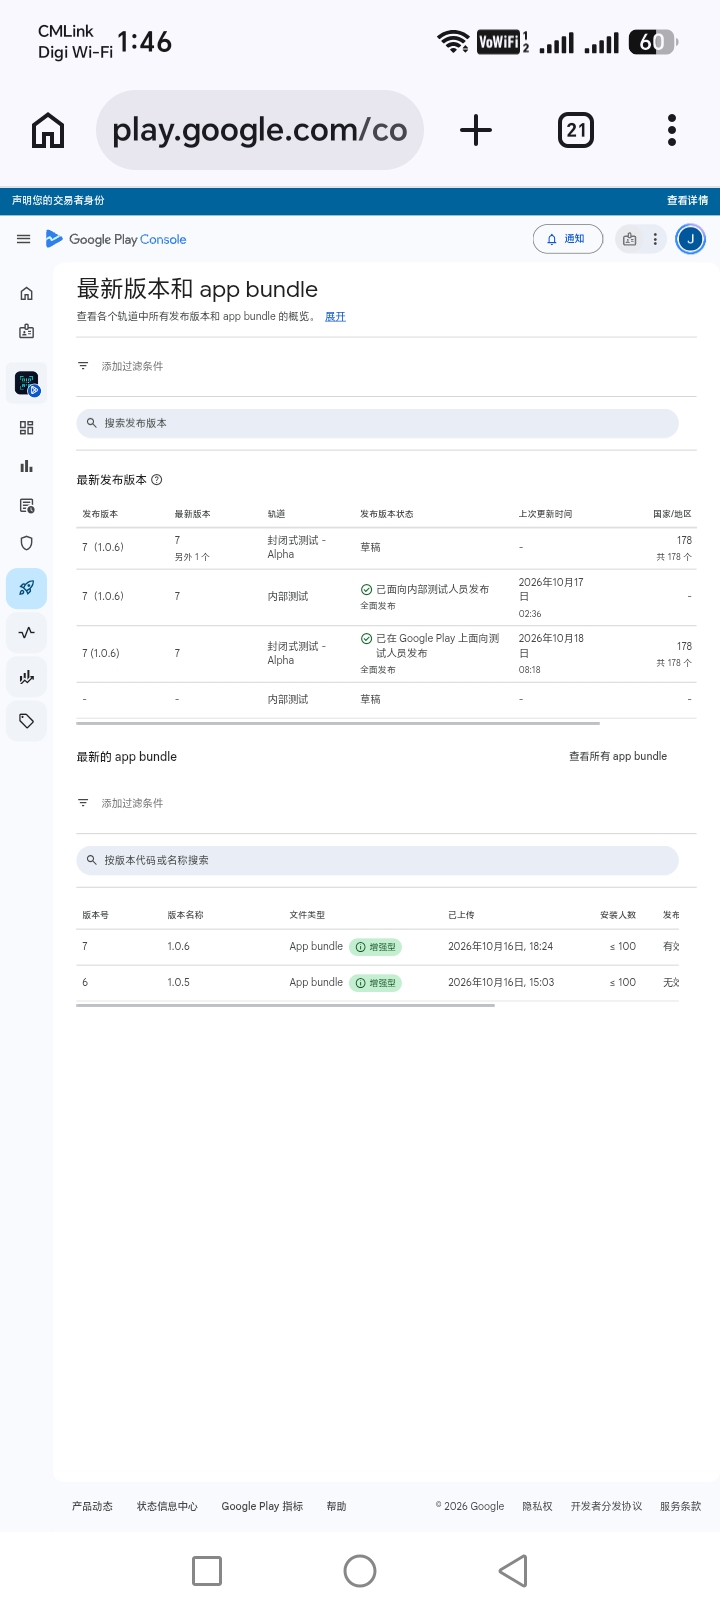 CMLink
Digi Wi-Fi
1:46
VoWiFi 1 2
60
play.google.com/co
21
声明您的交易者身份
查看详情
Google Play Console
通知
J
最新版本和 app bundle
查看各个轨道中所有发布版本和 app bundle 的概览。 展开
添加过滤条件
搜索发布版本
最新发布版本
发布版本 最新版本 轨道 发布版本状态 上次更新时间 国家/地区
7（1.0.6） 7 封闭式测试 - 草稿 - 178
另外 1 个 Alpha 共 178 个
7（1.0.6） 7 内部测试 已面向内部测试人员发布 2026年10月17日 -
全面发布 02:36
7 (1.0.6) 7 封闭式测试 - 已在 Google Play 上面向测 2026年10月18日 178
Alpha 试人员发布 共 178 个
全面发布 08:18
- - 内部测试 草稿 - -
最新的 app bundle
查看所有 app bundle
添加过滤条件
按版本代码或名称搜索
版本号 版本名称 文件类型 已上传 安装人数 发布
7 1.0.6 App bundle 增强型 2026年10月16日, 18:24 ≤ 100 有效
6 1.0.5 App bundle 增强型 2026年10月16日, 15:03 ≤ 100 无效
产品动态 状态信息中心 Google Play 指标 帮助 © 2026 Google 隐私权 开发者分发协议 服务条款